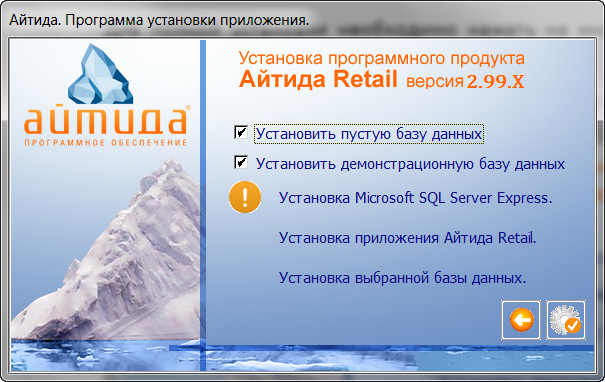 Айтида. Программа установки приложения.
айтида®
ПРОГРАММНОЕ ОБЕСПЕЧЕНИЕ
Установка программного продукта
Айтида Retail версия 2.99.X
Установить пустую базу данных
Установить демонстрационную базу данных
Установка Microsoft SQL Server Express.
Установка приложения Айтида Retail.
Установка выбранной базы данных.